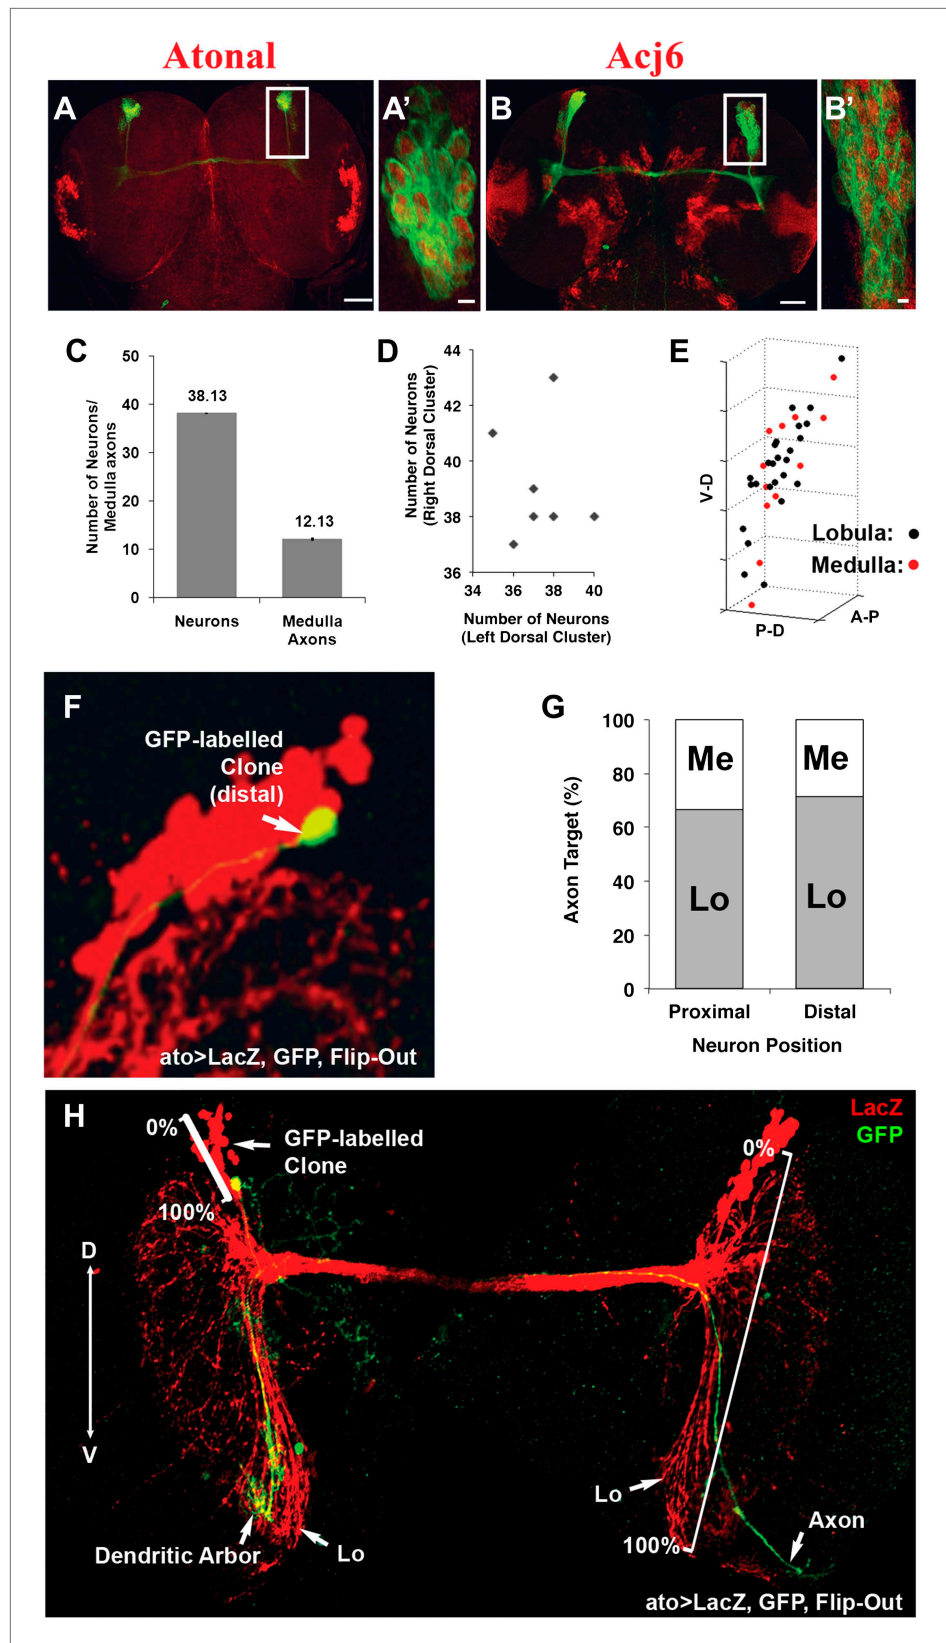 Atonal
Acj6
A
A'
B
B'
C
50
40
30
20
10
0
Number of Neurons/
Medulla axons
38.13
12.13
Neurons
Medulla
Axons
D
44
42
40
38
36
34
36
38
40
Number of Neurons
(Right Dorsal Cluster)
Number of Neurons
(Left Dorsal Cluster)
E
V-D
P-D
A-P
Lobula:
Medulla:
F
GFP-labelled
Clone
(distal)
ato>LacZ, GFP, Flip-Out
G
100
80
60
40
20
0
Axon Target (%)
Me
Me
Lo
Lo
Proximal
Distal
Neuron Position
H
LacZ
GFP
0%
GFP-labelled
Clone
100%
0%
D
V
Dendritic Arbor
Lo
Lo
100%
Axon
ato>LacZ, GFP, Flip-Out